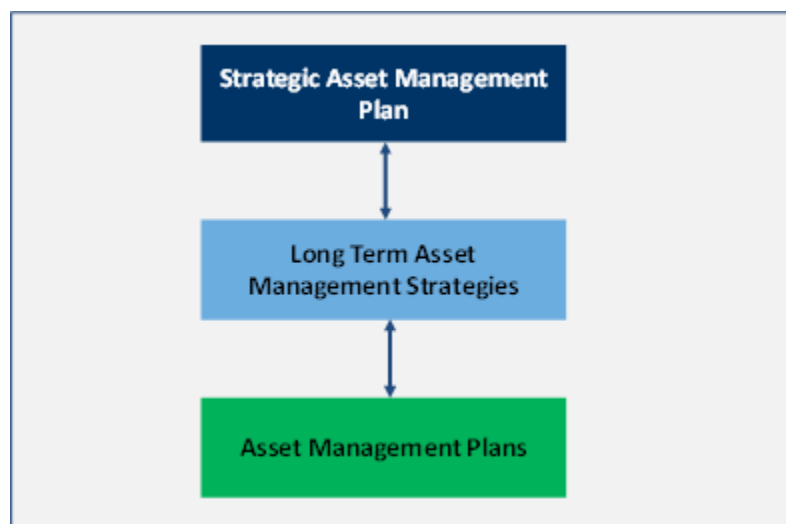 Strategic Asset Management
Plan
Long Term Asset
Management Strategies
Asset Management Plans